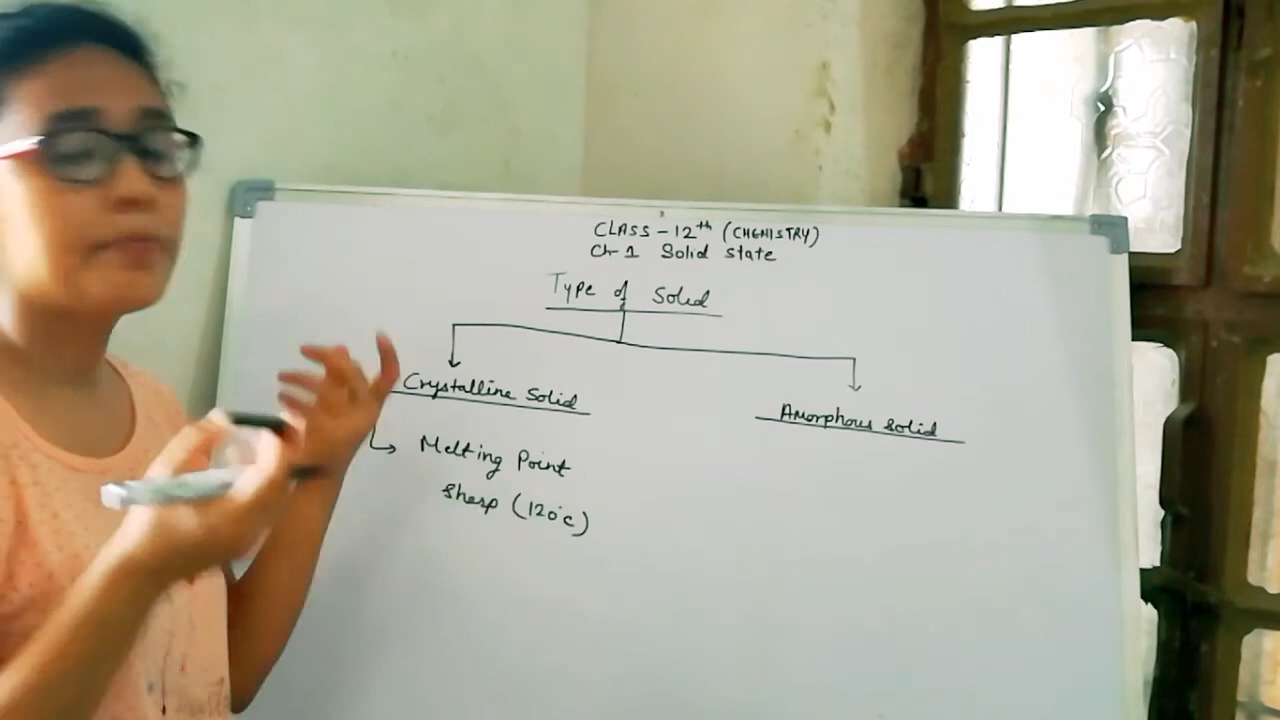 CLASS - 12th (CHEMISTRY)
Ch-1 Solid State
Type of Solid
Crystalline Solid
Amorphous Solid
Melting Point
Sharp (120°C)